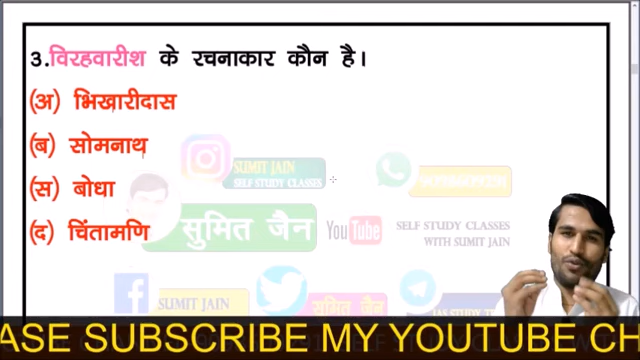 3.विरहवारीश के रचनाकार कौन है।
(अ) भिखारीदास
(ब) सोमनाथ
(स) बोधा
(द) चिंतामणि
SUMIT JAIN
SELF STUDY CLASSES
सुमित जैन
YouTube
SELF STUDY CLASSES
WITH SUMIT JAIN
SUMIT JAIN
सुमित जैन
ASE SUBSCRIBE MY YOUTUBE CH